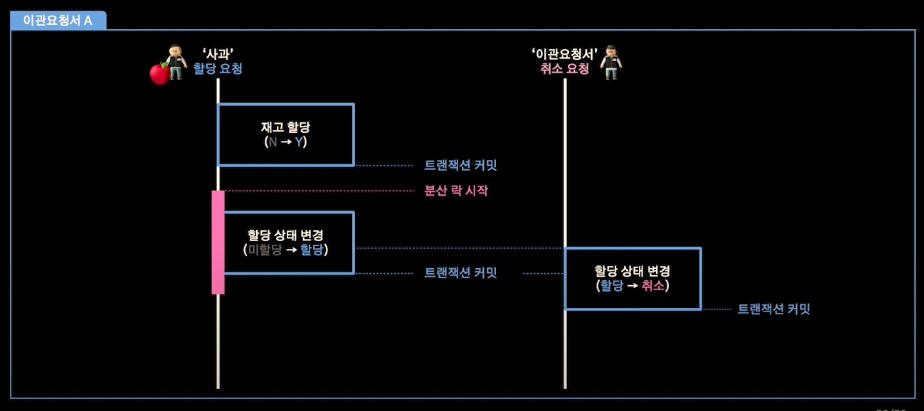 이관요청서 A
‘사과’
할당 요청
‘이관요청서’
취소 요청
재고 할당
(N → Y)
트랜잭션 커밋
분산 락 시작
할당 상태 변경
(미할당 → 할당)
트랜잭션 커밋
할당 상태 변경
(할당 → 취소)
트랜잭션 커밋